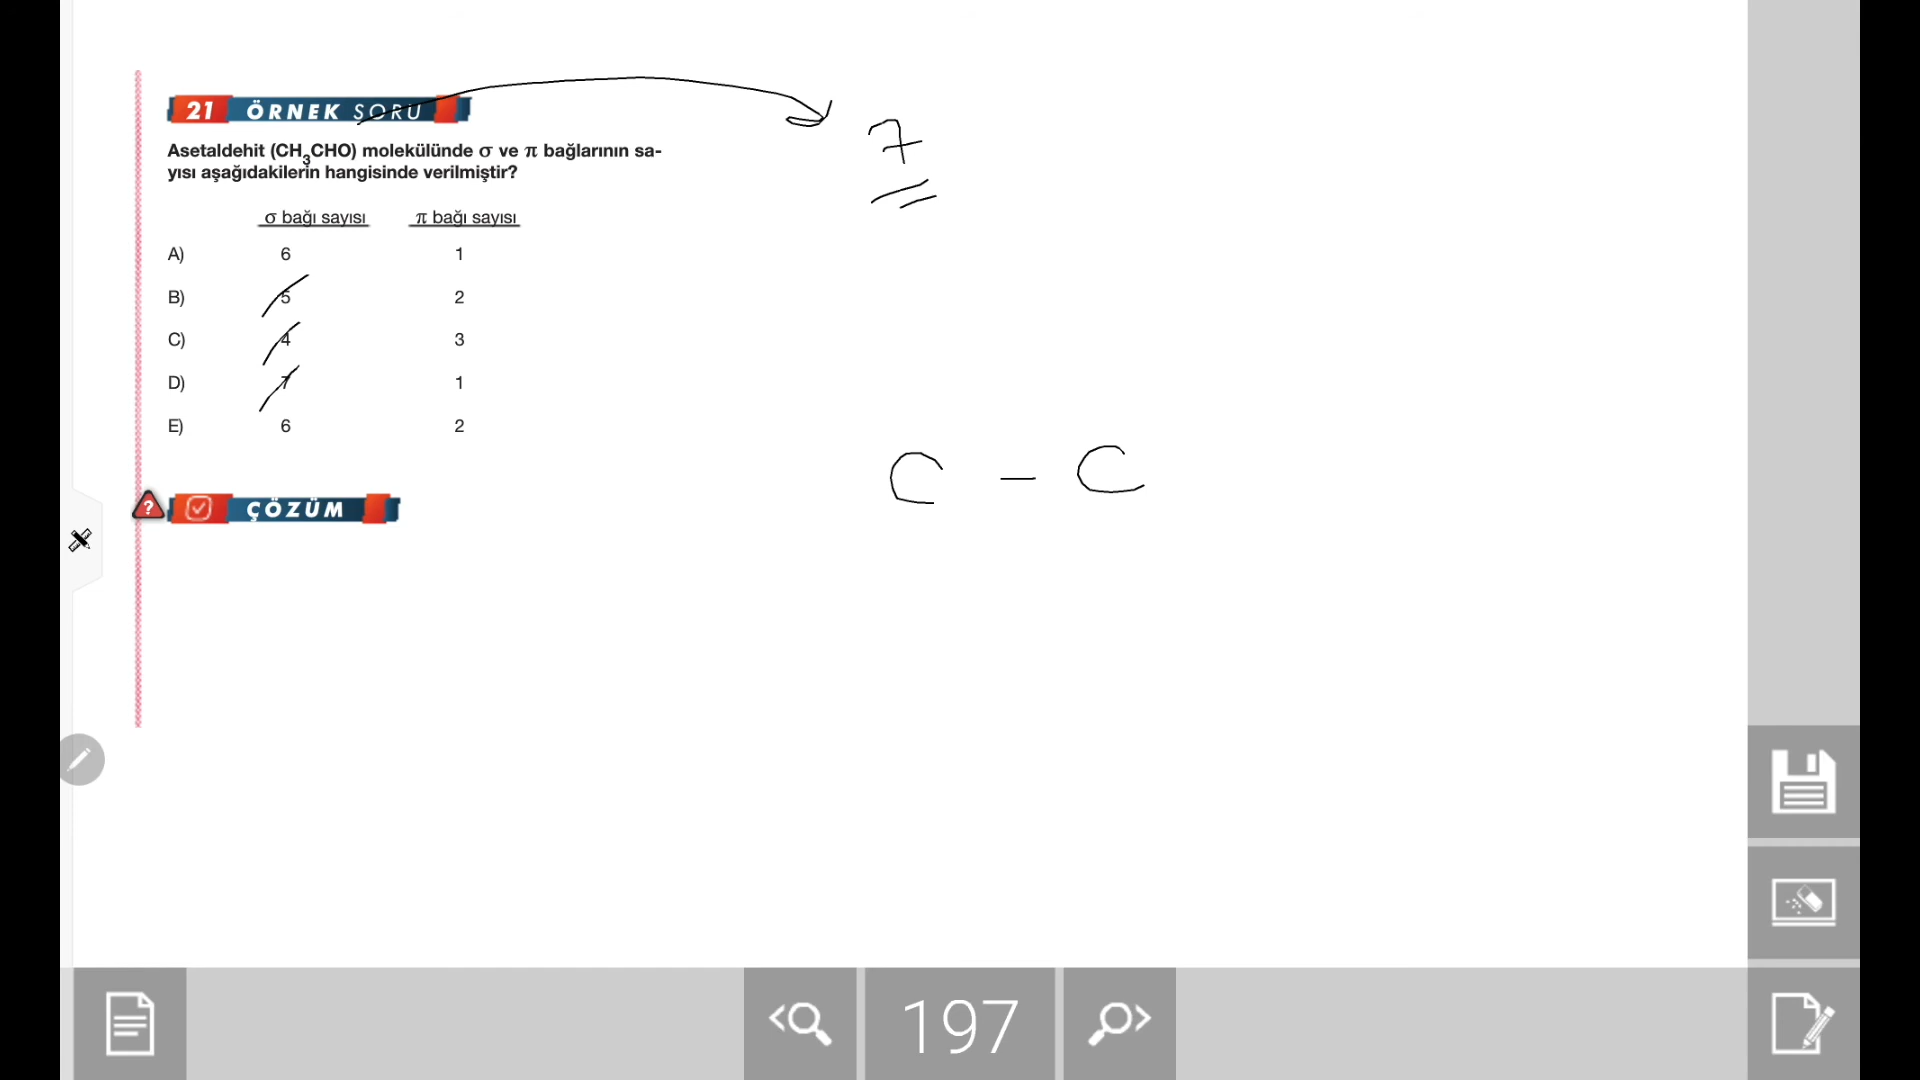 21 ÖRNEK SORU
7
Asetaldehit (CH3CHO) molekülünde σ ve π bağlarının sa-
yısı aşağıdakilerin hangisinde verilmiştir?
σ bağı sayısı π bağı sayısı
A) 6 1
B) 5 2
C) 4 3
D) 7 1
E) 6 2
C - C
? ÇÖZÜM
197